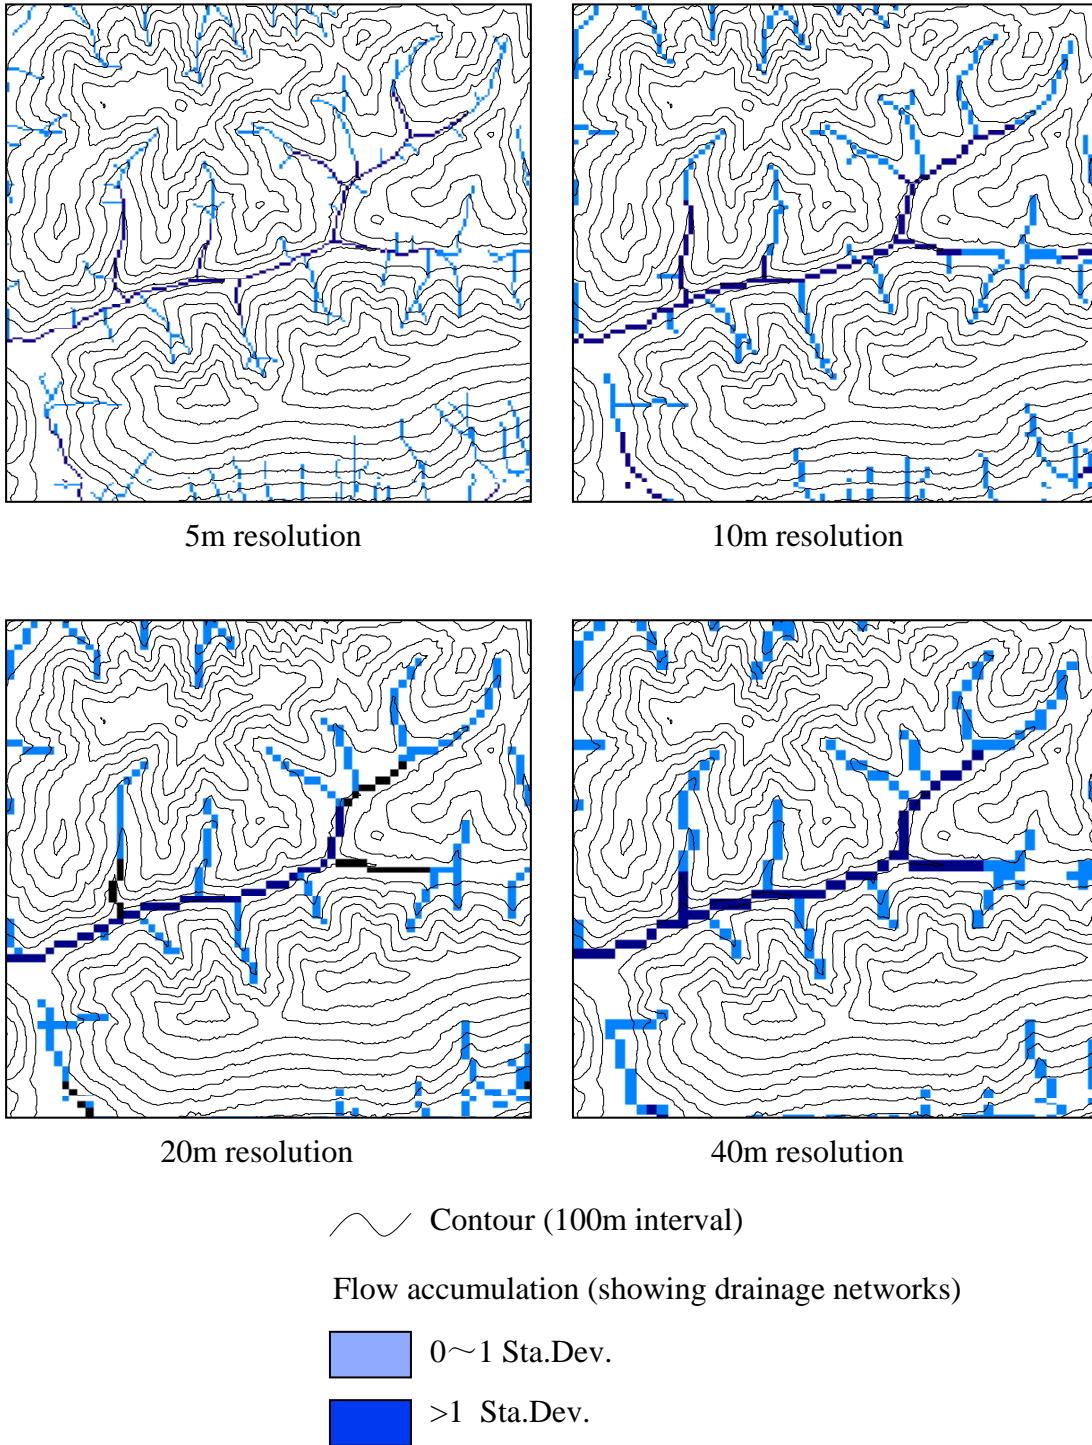 5m resolution
10m resolution
20m resolution
40m resolution
Contour (100m interval)
Flow accumulation (showing drainage networks)
0～1 Sta.Dev.
>1 Sta.Dev.